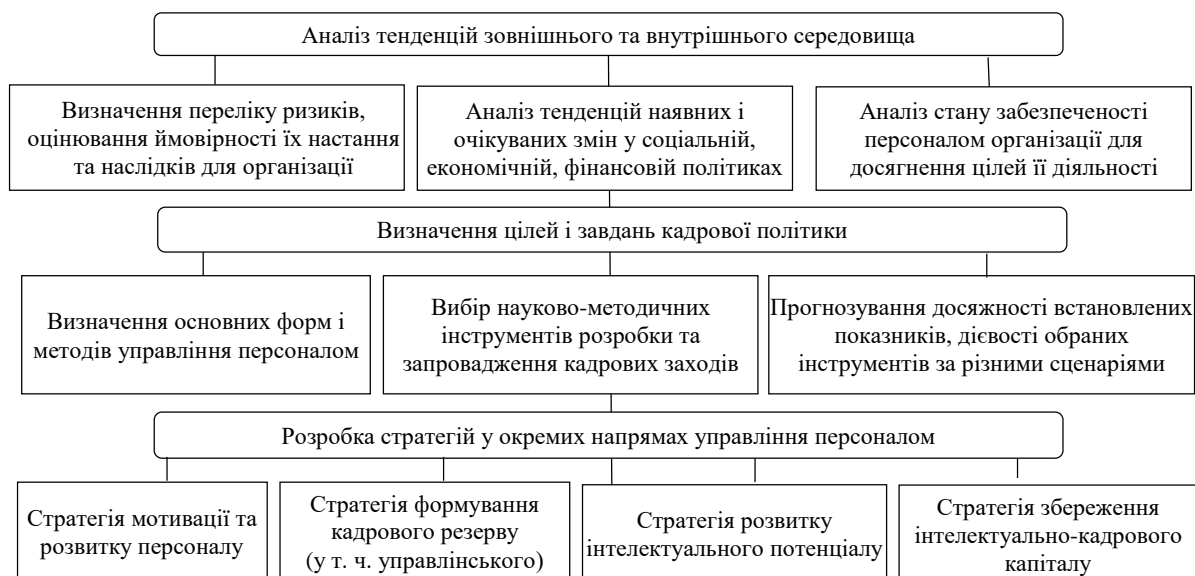 Аналіз тенденцій зовнішнього та внутрішнього середовища
Визначення переліку ризиків,
оцінювання ймовірності їх настання
та наслідків для організації
Аналіз тенденцій наявних і
очікуваних змін у соціальній,
економічній, фінансовій політиках
Аналіз стану забезпеченості
персоналом організації для
досягнення цілей її діяльності
Визначення цілей і завдань кадрової політики
Визначення основних форм і
методів управління персоналом
Вибір науково-методичних
інструментів розробки та
запровадження кадрових заходів
Прогнозування досяжності встановлених
показників, дієвості обраних
інструментів за різними сценаріями
Розробка стратегій у окремих напрямах управління персоналом
Стратегія мотивації та
розвитку персоналу
Стратегія формування
кадрового резерву
(у т. ч. управлінського)
Стратегія розвитку
інтелектуального потенціалу
Стратегія збереження
інтелектуально-кадрового
капіталу